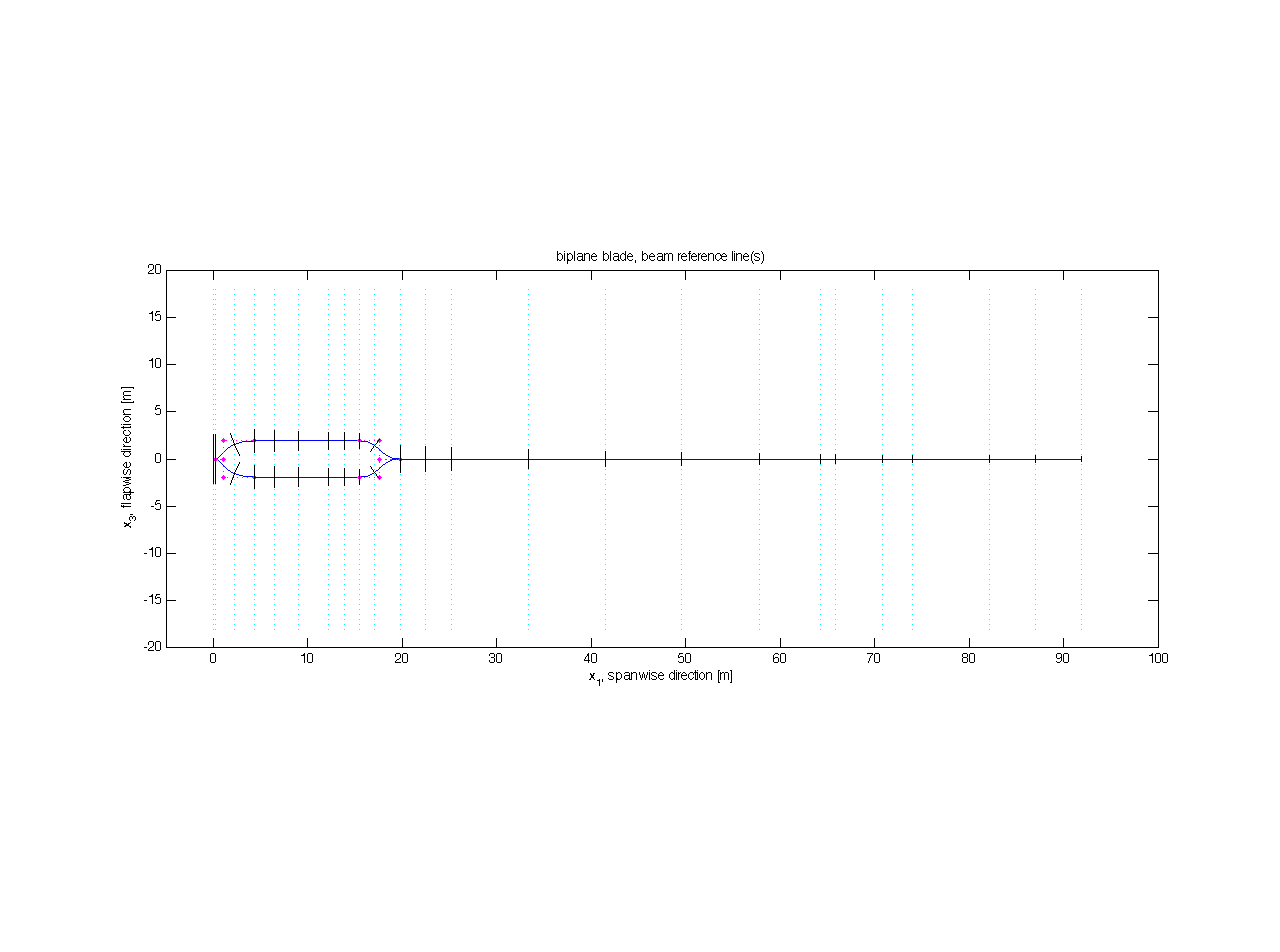 biplane blade, beam reference line(s)
20
15
10
5
0
-5
-10
-15
-20
x3, flapwise direction [m]
0 10 20 30 40 50 60 70 80 90 100
x1, spanwise direction [m]